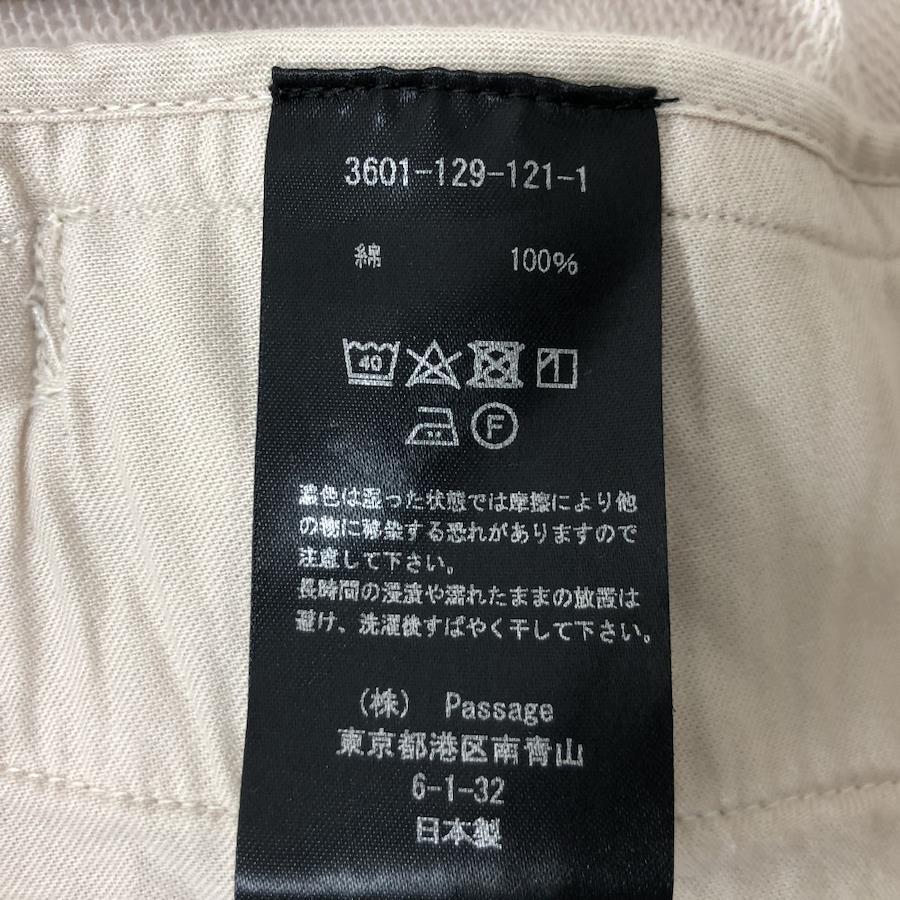 3601-129-121-1
綿 100%
40
F
濃色は湿った状態では摩擦により他
の物に移染する恐れがありますので
注意して下さい。
長時間の浸漬や濡れたままの放置は
避け、洗濯後すばやく干して下さい。
(株) Passage
東京都港区南青山
6-1-32
日本製